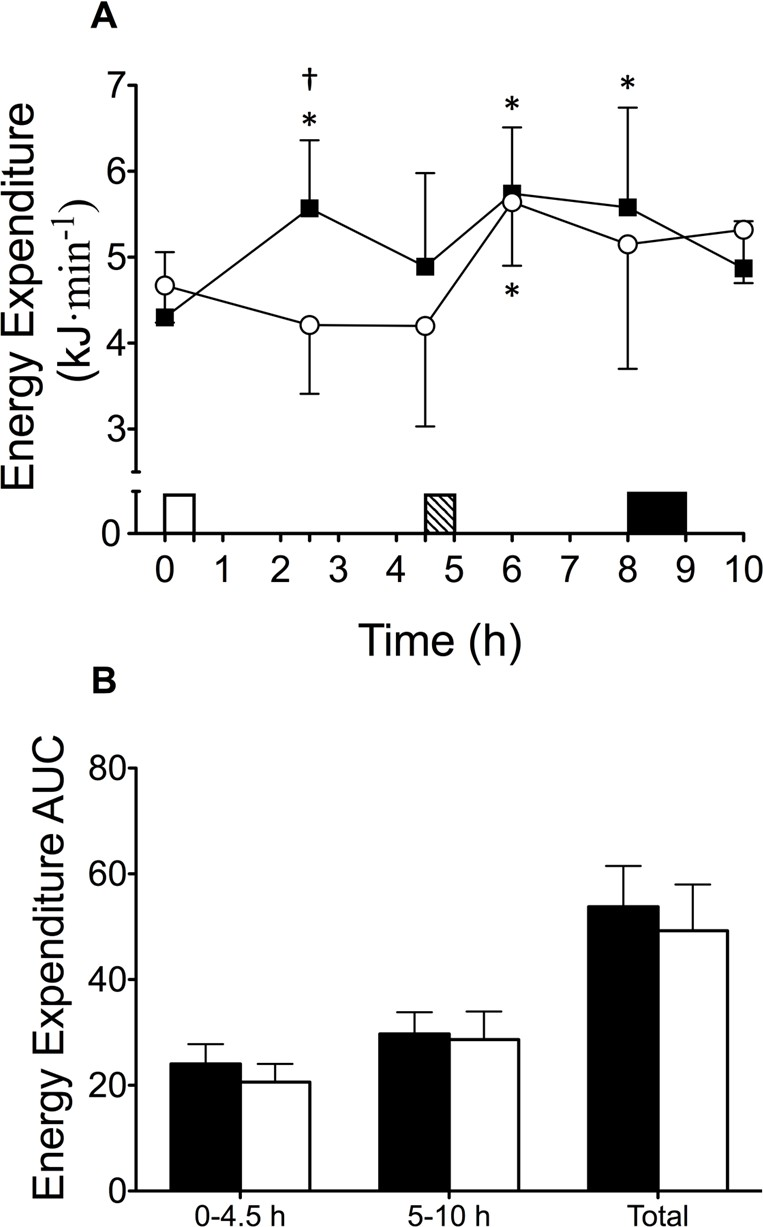 A
Energy Expenditure
(kJ·min-1)
7
6
5
4
3
0
†
*
*
*
*
0 1 2 3 4 5 6 7 8 9 10
Time (h)
B
Energy Expenditure AUC
80
60
40
20
0
0-4.5 h 5-10 h Total